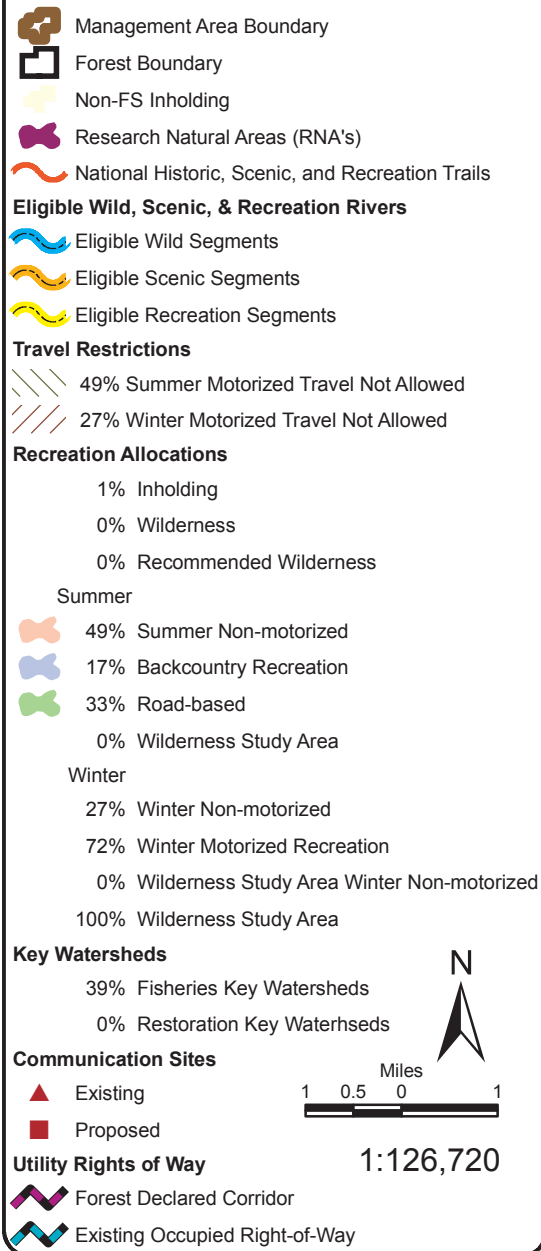 Management Area Boundary
Forest Boundary
Non-FS Inholding
Research Natural Areas (RNA's)
National Historic, Scenic, and Recreation Trails
Eligible Wild, Scenic, & Recreation Rivers
Eligible Wild Segments
Eligible Scenic Segments
Eligible Recreation Segments
Travel Restrictions
49% Summer Motorized Travel Not Allowed
27% Winter Motorized Travel Not Allowed
Recreation Allocations
1% Inholding
0% Wilderness
0% Recommended Wilderness
Summer
49% Summer Non-motorized
17% Backcountry Recreation
33% Road-based
0% Wilderness Study Area
Winter
27% Winter Non-motorized
72% Winter Motorized Recreation
0% Wilderness Study Area Winter Non-motorized
100% Wilderness Study Area
Key Watersheds
39% Fisheries Key Watersheds
0% Restoration Key Waterhseds
N
Communication Sites
Existing
Proposed
Miles
1 0.5 0 1
1:126,720
Utility Rights of Way
Forest Declared Corridor
Existing Occupied Right-of-Way